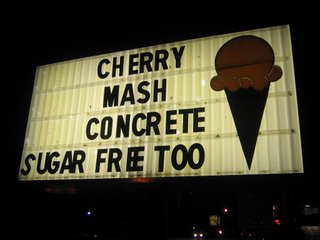 CHERRY
MASH
CONCRETE
SUGAR FREE TOO